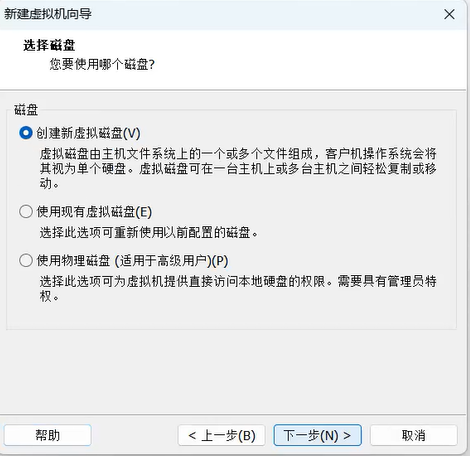 新建虚拟机向导
选择磁盘
您要使用哪个磁盘?
磁盘
创建新虚拟磁盘(V)
虚拟磁盘由主机文件系统上的一个或多个文件组成，客户机操作系统会将
其视为单个硬盘。虚拟磁盘可在一台主机上或多台主机之间轻松复制或移
动。
使用现有虚拟磁盘(E)
选择此选项可重新使用以前配置的磁盘。
使用物理磁盘 (适用于高级用户)(P)
选择此选项可为虚拟机提供直接访问本地硬盘的权限。需要具有管理员特
权。
帮助
< 上一步(B)
下一步(N) >
取消